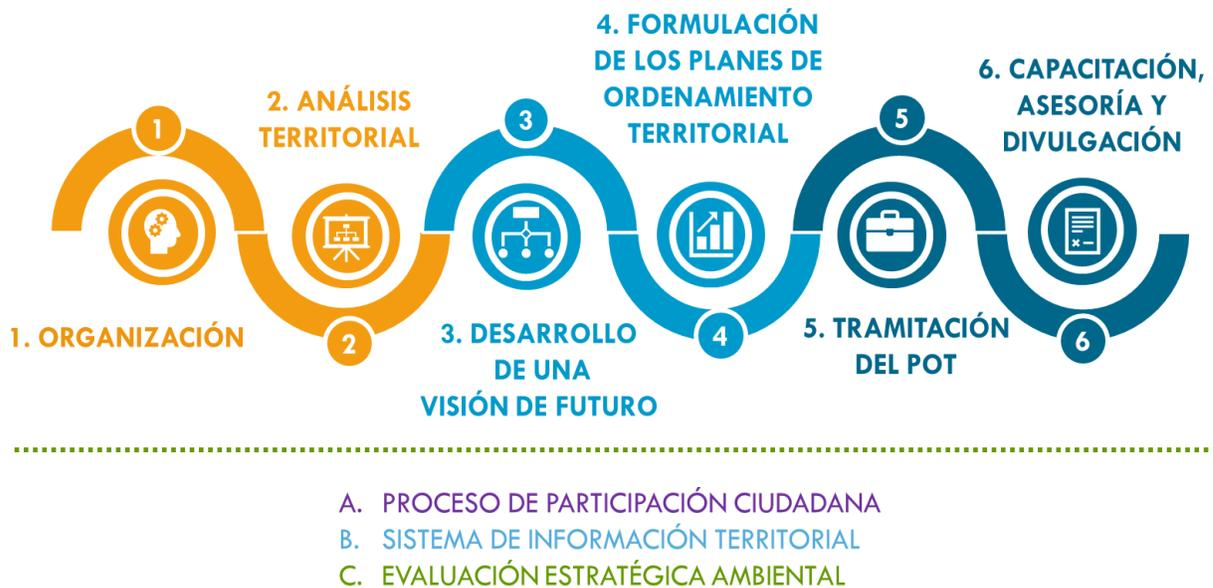 1
1. ORGANIZACIÓN
2. ANÁLISIS
TERRITORIAL
2
3
3. DESARROLLO
DE UNA
VISIÓN DE FUTURO
4. FORMULACIÓN
DE LOS PLANES DE
ORDENAMIENTO
TERRITORIAL
4
5
5. TRAMITACIÓN
DEL POT
6. CAPACITACIÓN,
ASESORÍA Y
DIVULGACIÓN
6
A. PROCESO DE PARTICIPACIÓN CIUDADANA
B. SISTEMA DE INFORMACIÓN TERRITORIAL
C. EVALUACIÓN ESTRATÉGICA AMBIENTAL